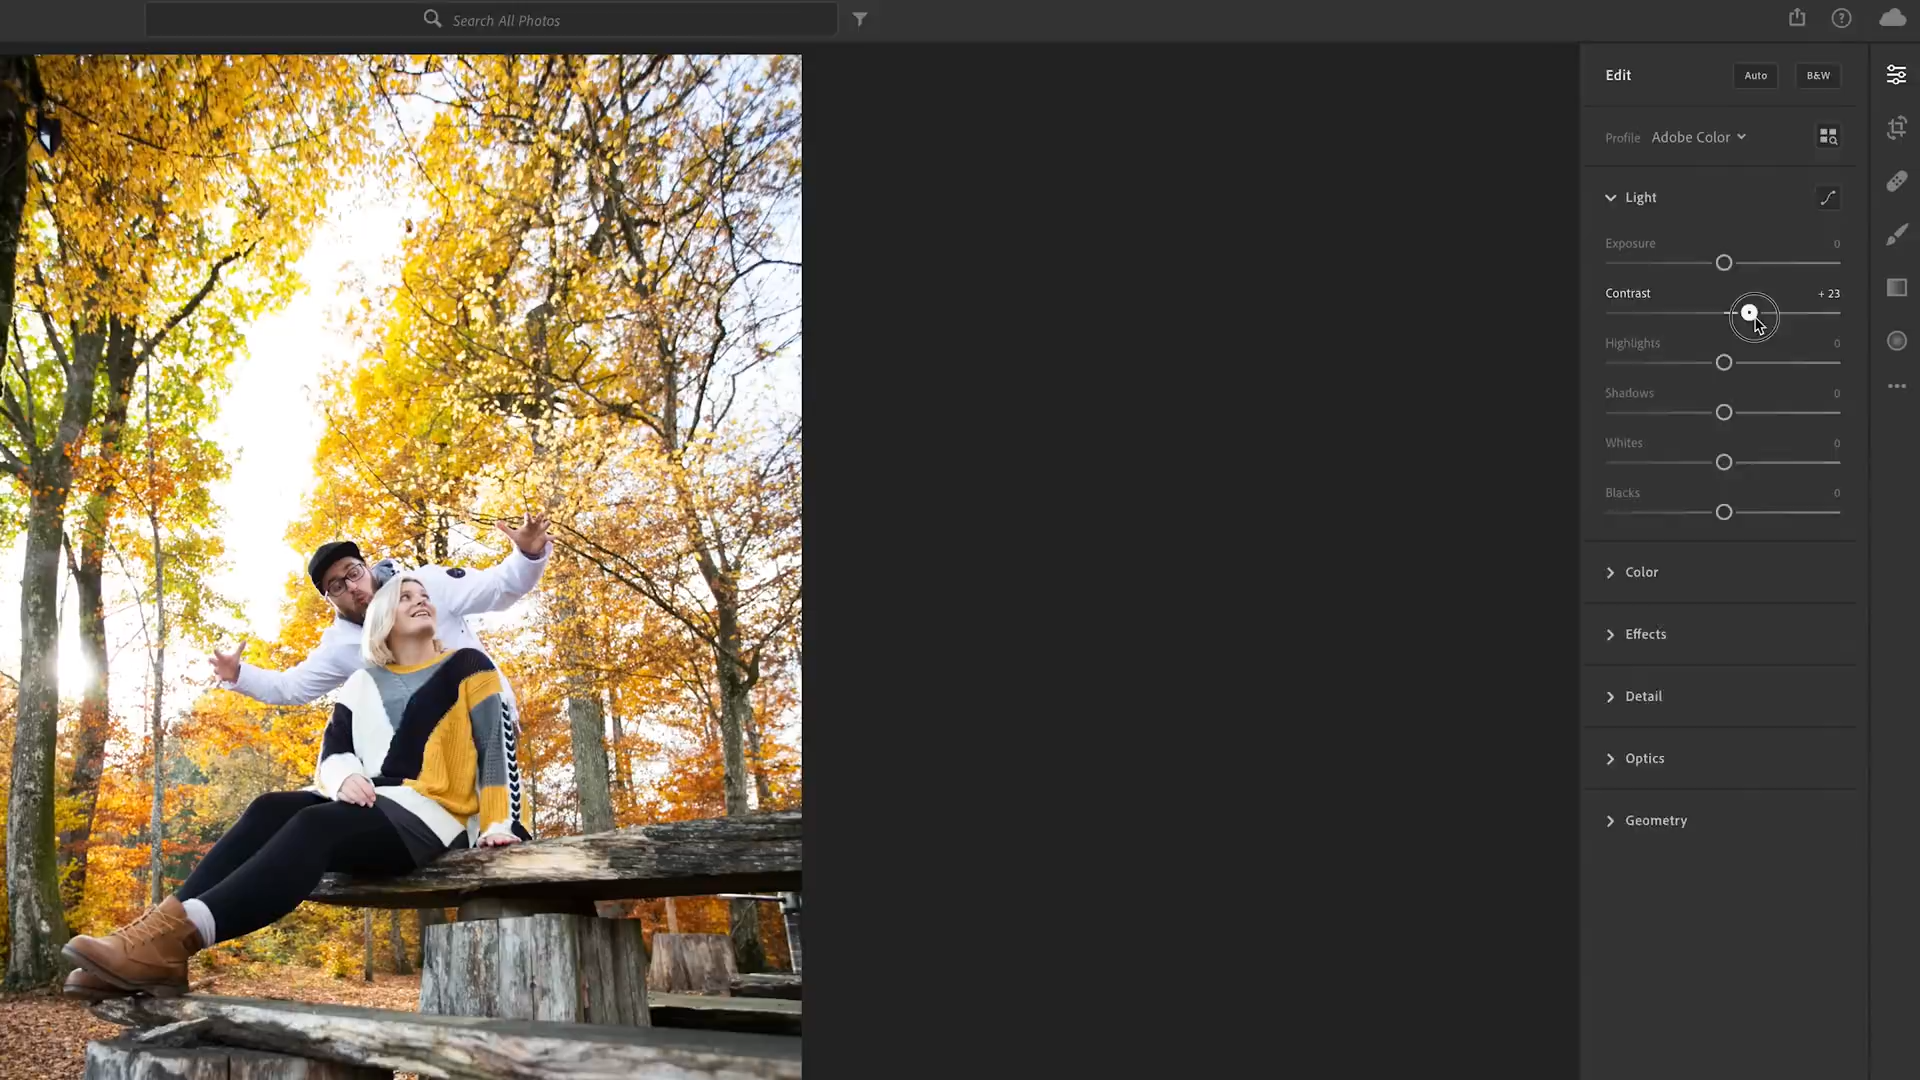 Search All Photos
Edit
Auto
B&W
Profile Adobe Color
Light
Exposure 0
Contrast + 23
Highlights 0
Shadows 0
Whites 0
Blacks 0
Color
Effects
Detail
Optics
Geometry